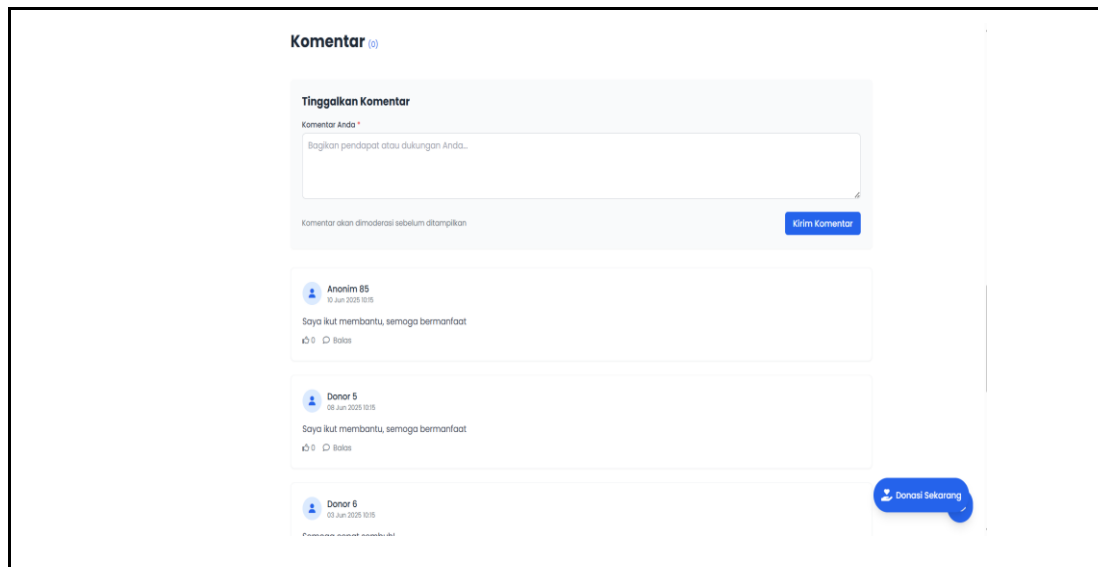 Komentar (0)
Tinggalkan Komentar
Komentar Anda *
Bagikan pendapat atau dukungan Anda...
Komentar akan dimoderasi sebelum ditampilkan
Kirim Komentar
Anonim 85
10 Jun 2025 10:15
Saya ikut membantu, semoga bermanfaat
0 Balas
Donor 5
08 Jun 2025 10:15
Saya ikut membantu, semoga bermanfaat
0 Balas
Donasi Sekarang
Donor 6
03 Jun 2025 10:15